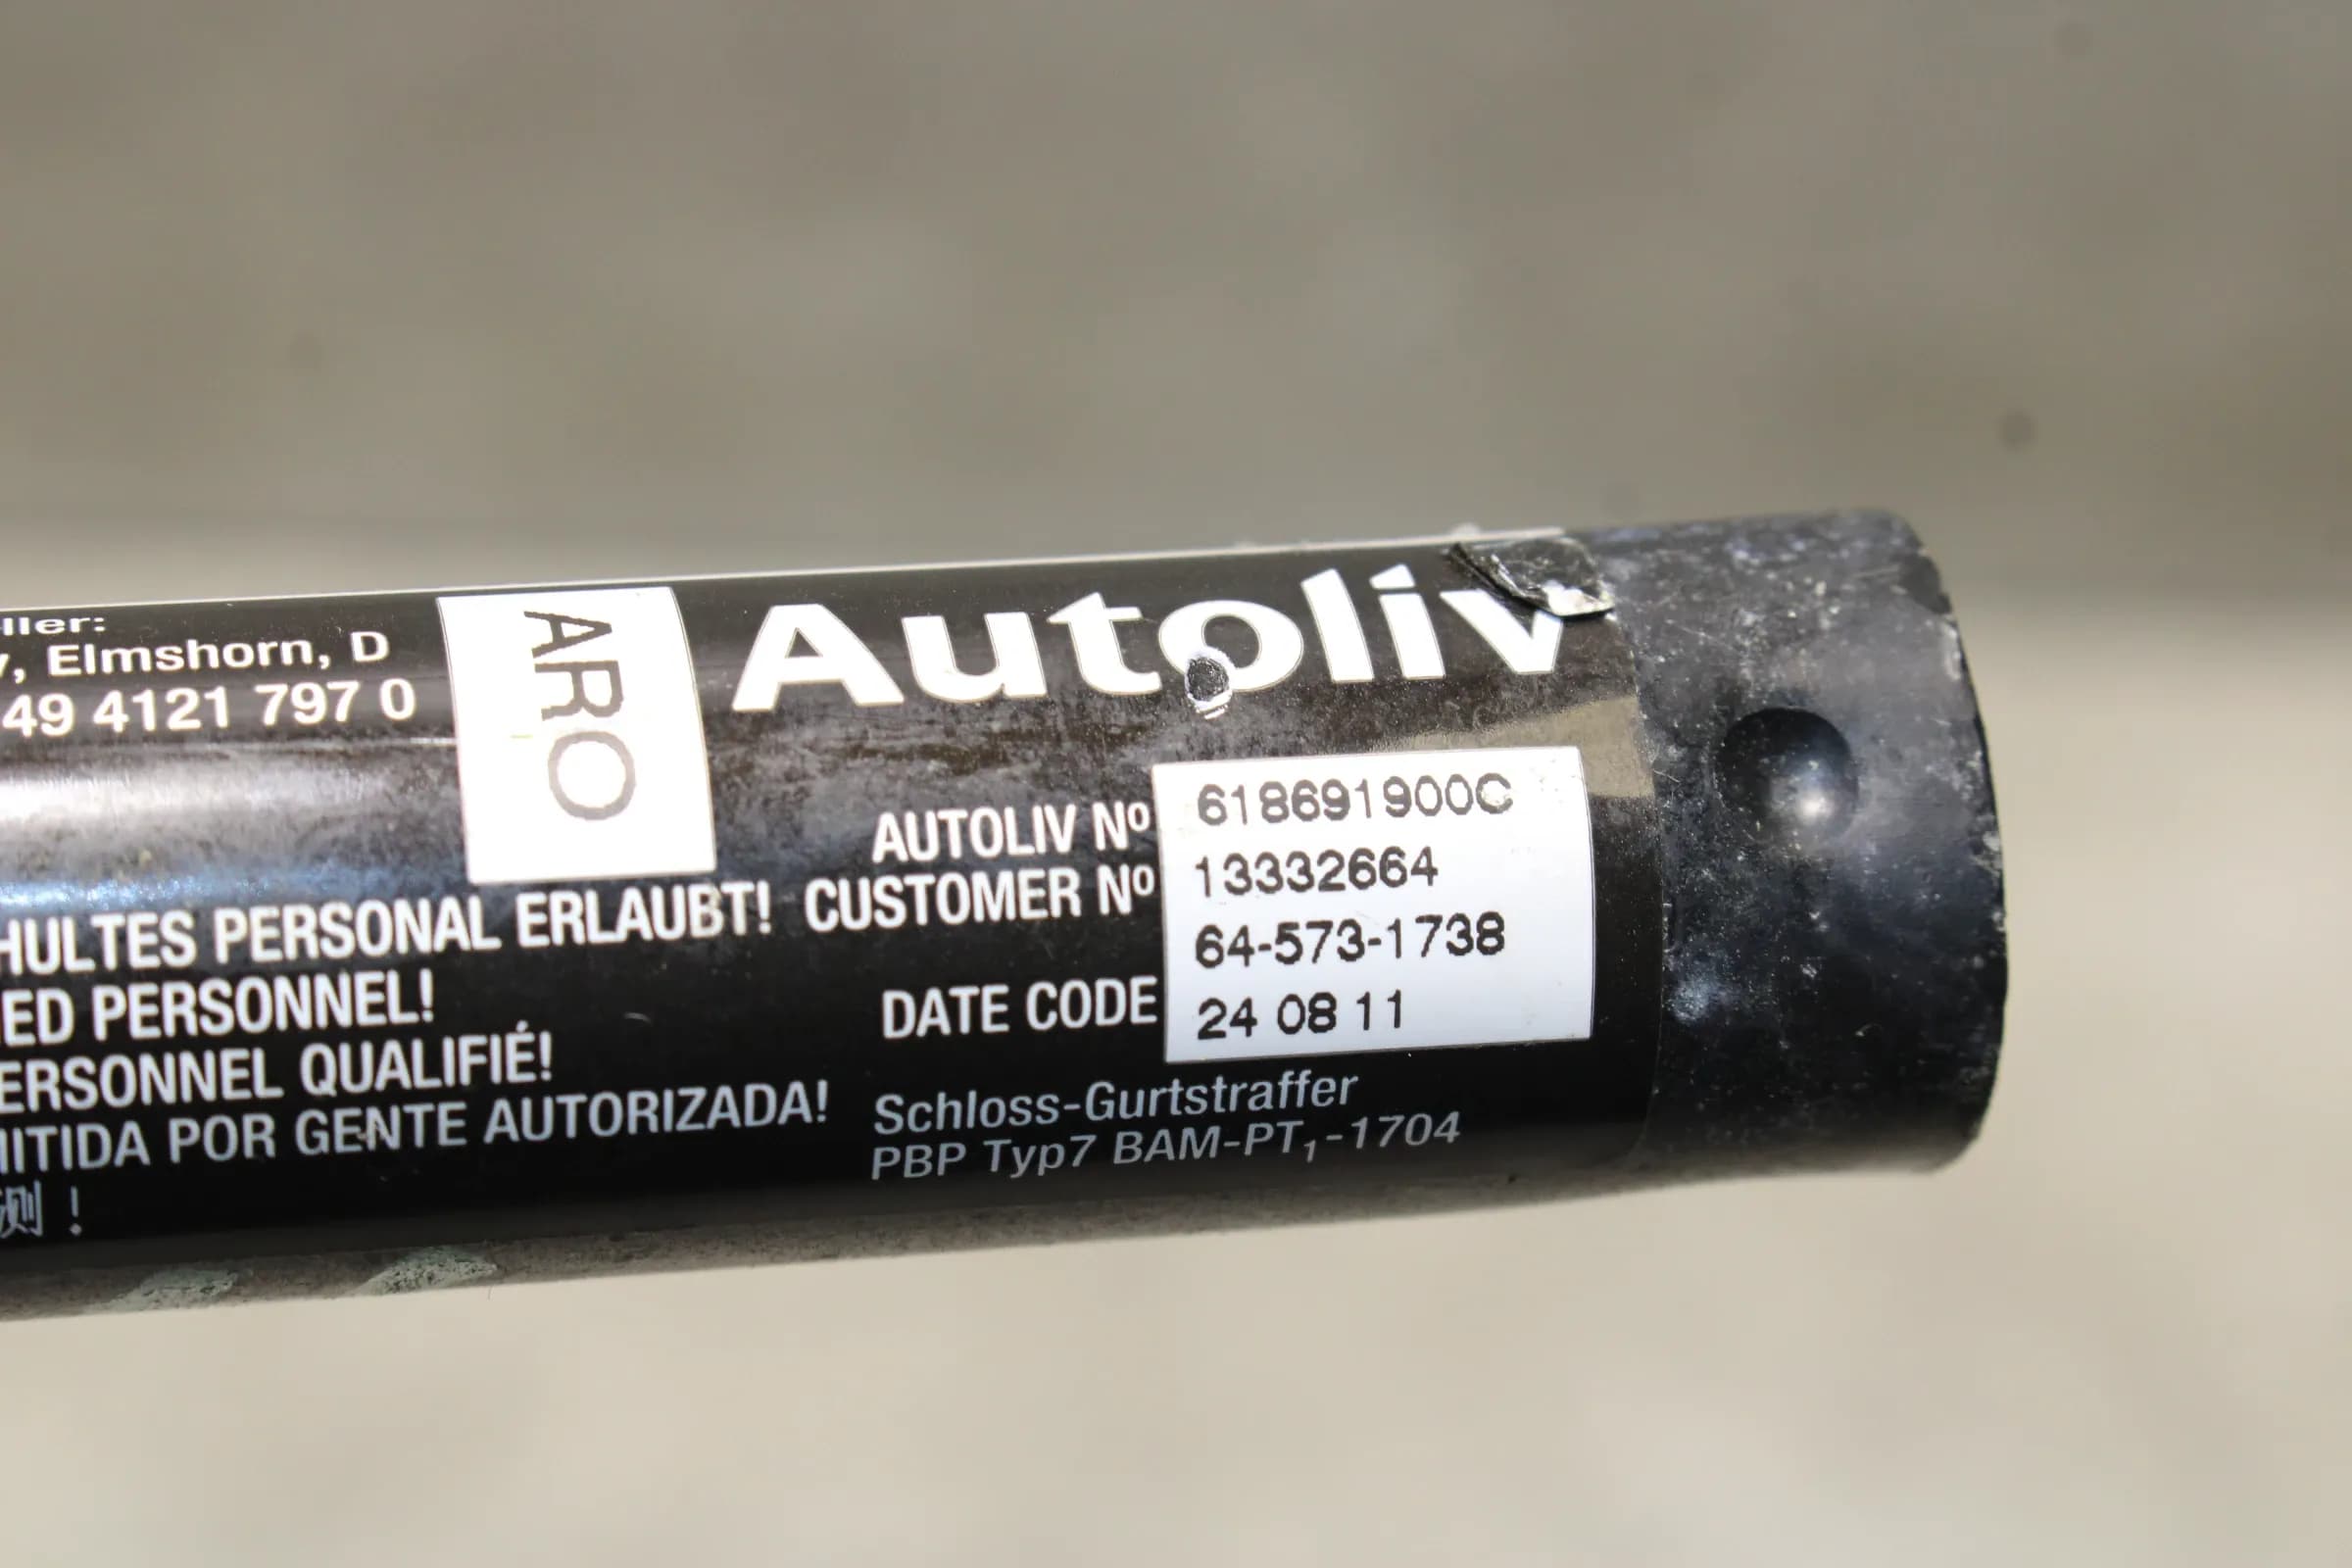 ller:
, Elmshorn, D
49 4121 797 0
ARO
Autoliv
AUTOLIV Nº 618691900C
CUSTOMER Nº 13332664
64-573-1738
DATE CODE 24 08 11
HULTES PERSONAL ERLAUBT!
ED PERSONNEL!
ERSONNEL QUALIFIÉ!
MITIDA POR GENTE AUTORIZADA!
测！
Schloss-Gurtstraffer
PBP Typ7 BAM-PT₁-1704